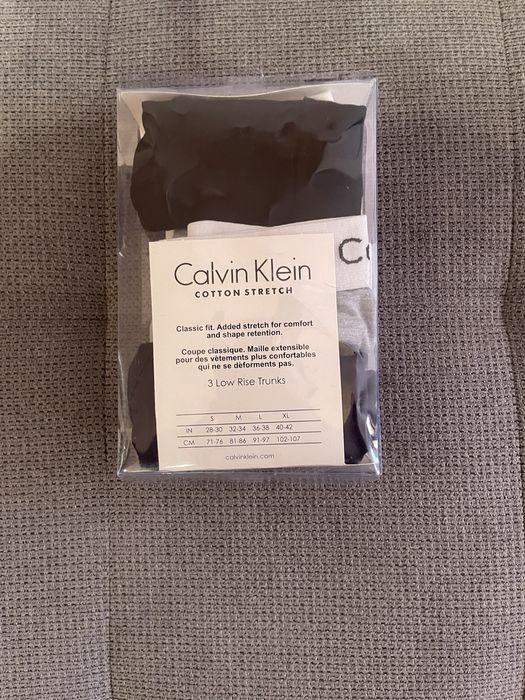 C
Calvin Klein
COTTON STRETCH
Classic fit. Added stretch for comfort
and shape retention.
Coupe classique. Maille extensible
pour des vètements plus confortables
qui ne se dèforments pas.
3 Low Rise Trunks
S M L XL
IN 28-30 32-34 36-38 40-42
CM 71-76 81-86 91-97 102-107
calvinklein.com